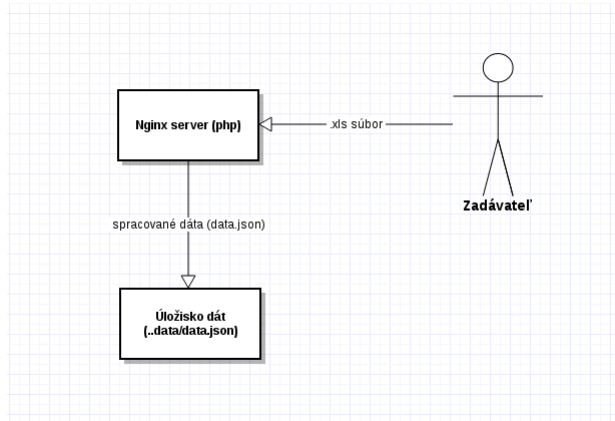 Nginx server (php)
.xls súbor
Zadávateľ
spracované dáta (data.json)
Úložisko dát
(..data/data.json)